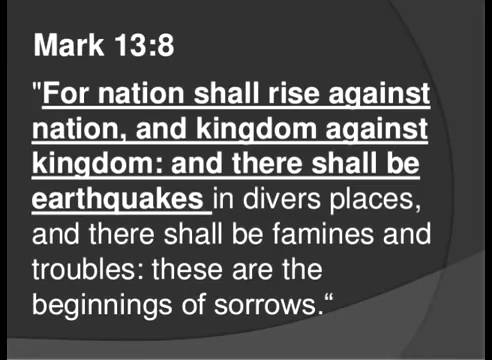 Mark 13:8
"For nation shall rise against
nation, and kingdom against
kingdom: and there shall be
earthquakes in divers places,
and there shall be famines and
troubles: these are the
beginnings of sorrows.“